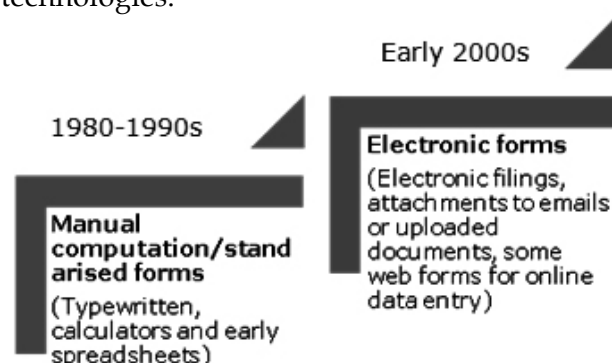 technologies.
Early 2000s
1980-1990s
Electronic forms
(Electronic filings,
attachments to emails
or uploaded
documents, some
web forms for online
data entry)
Manual
computation/stand
arised forms
(Typewritten,
calculators and early
spreadsheets)